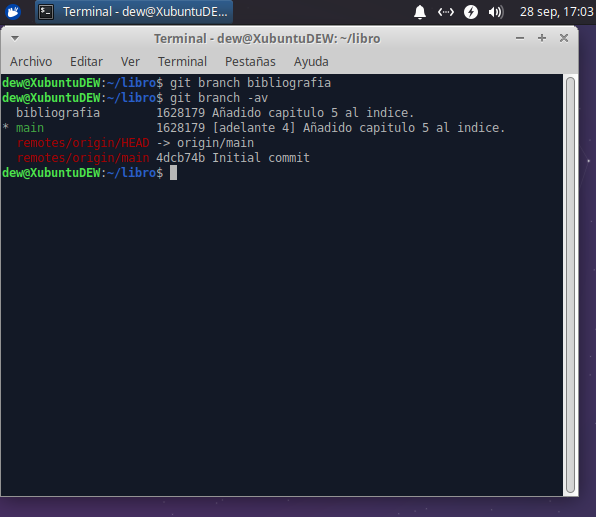 Terminal - dew@XubuntuDE...
28 sep, 17:03
Terminal - dew@XubuntuDEW: ~/libro
Archivo Editar Ver Terminal Pestañas Ayuda
dew@XubuntuDEW:~/libro$ git branch bibliografia
dew@XubuntuDEW:~/libro$ git branch -av
bibliografia 1628179 Añadido capitulo 5 al indice.
* main 1628179 [adelante 4] Añadido capitulo 5 al indice.
remotes/origin/HEAD -> origin/main
remotes/origin/main 4dcb74b Initial commit
dew@XubuntuDEW:~/libro$